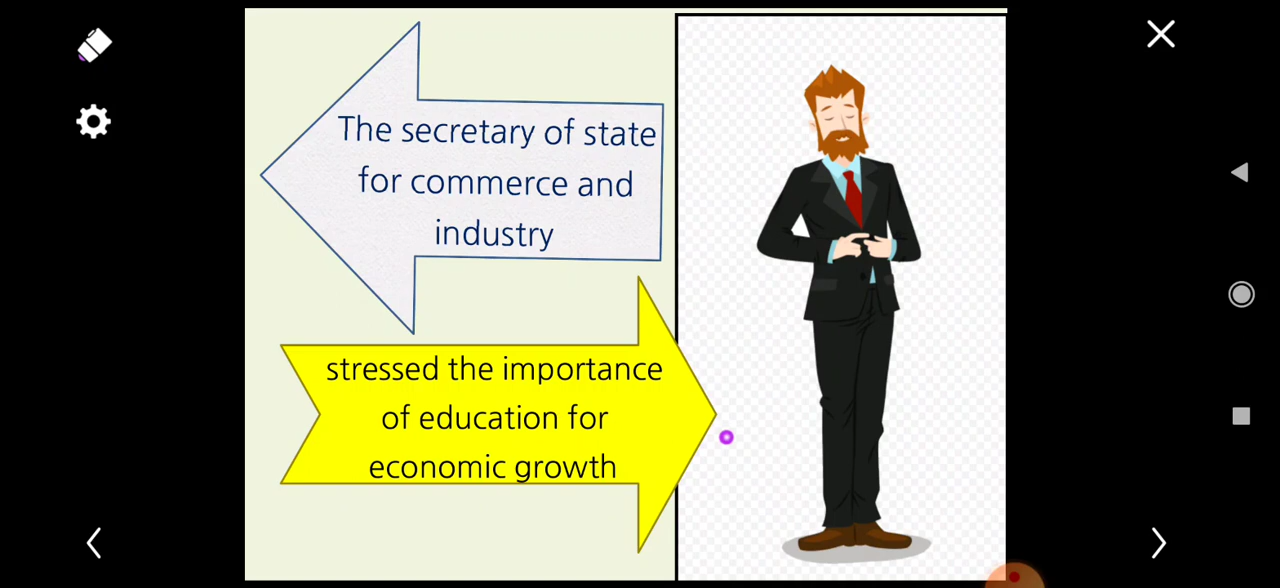 The secretary of state
for commerce and
industry
stressed the importance
of education for
economic growth